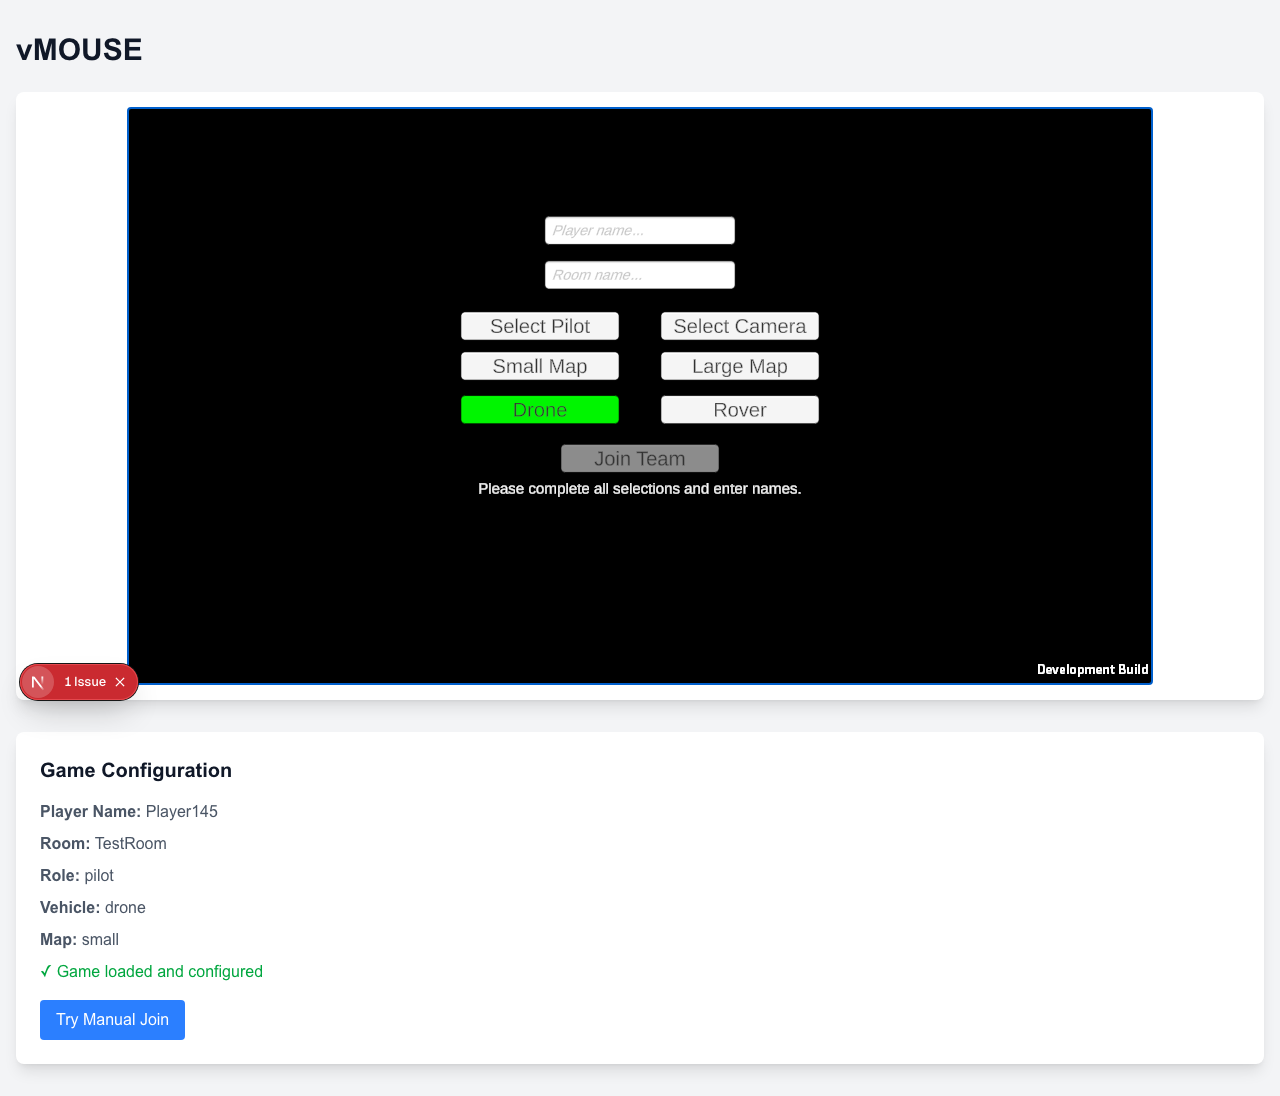 vMOUSE
Player name...
Room name...
Select Pilot
Select Camera
Small Map
Large Map
Drone
Rover
Join Team
Please complete all selections and enter names.
Development Build
1 Issue
Game Configuration
Player Name: Player145
Room: TestRoom
Role: pilot
Vehicle: drone
Map: small
✓ Game loaded and configured
Try Manual Join